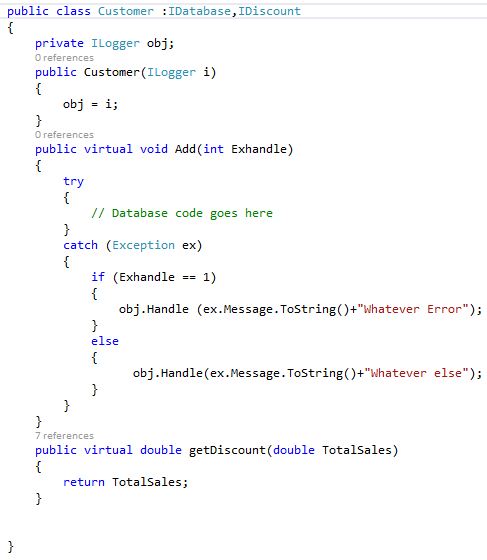 public class Customer :IDatabase,IDiscount
{
private ILogger obj;
0 references
public Customer(ILogger i)
{
obj = i;
}
0 references
public virtual void Add(int Exhandle)
{
try
{
// Database code goes here
}
catch (Exception ex)
{
if (Exhandle == 1)
{
obj.Handle (ex.Message.ToString()+"Whatever Error");
}
else
{
obj.Handle(ex.Message.ToString()+"Whatever else");
}
}
}
7 references
public virtual double getDiscount(double TotalSales)
{
return TotalSales;
}
}